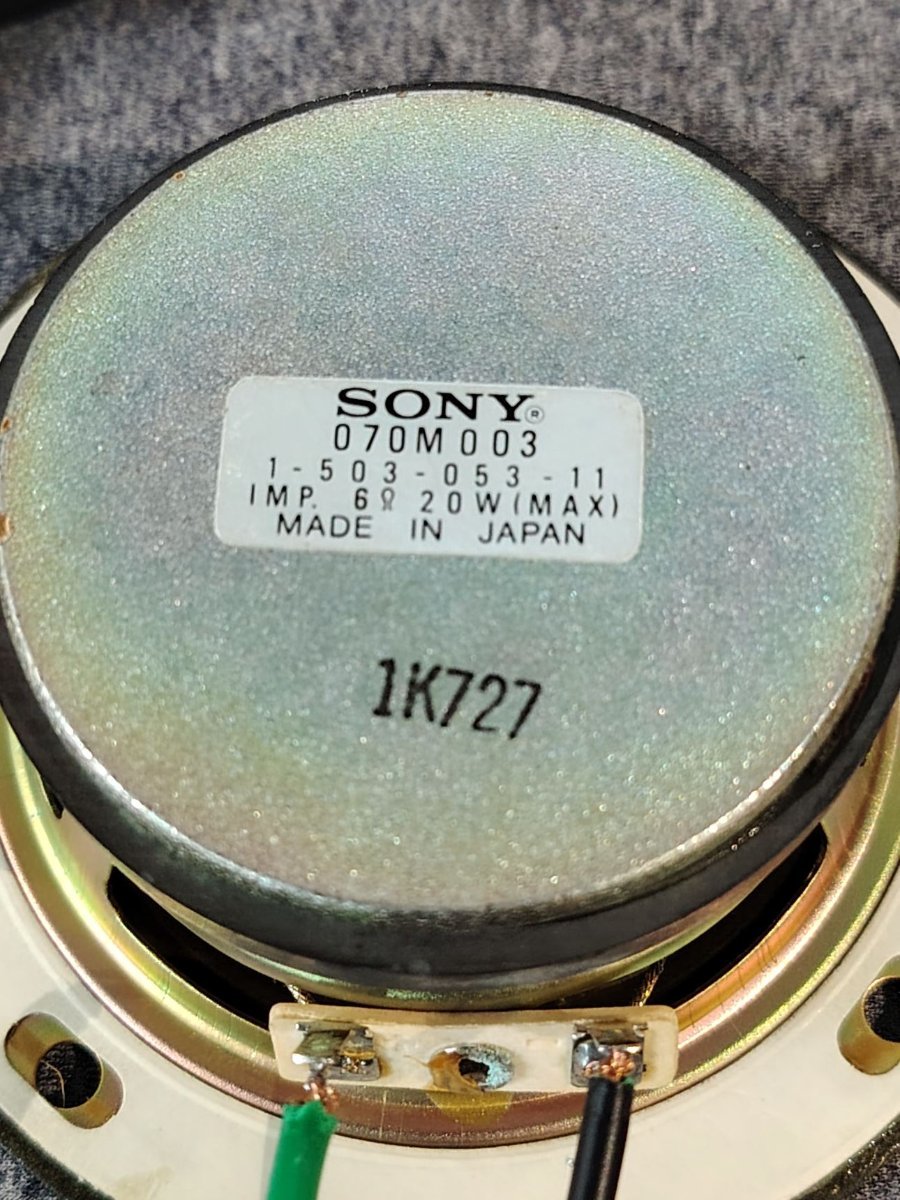 SONY®
070M003
1-503-053-11
IMP. 6Ω 20W(MAX)
MADE IN JAPAN
1K727